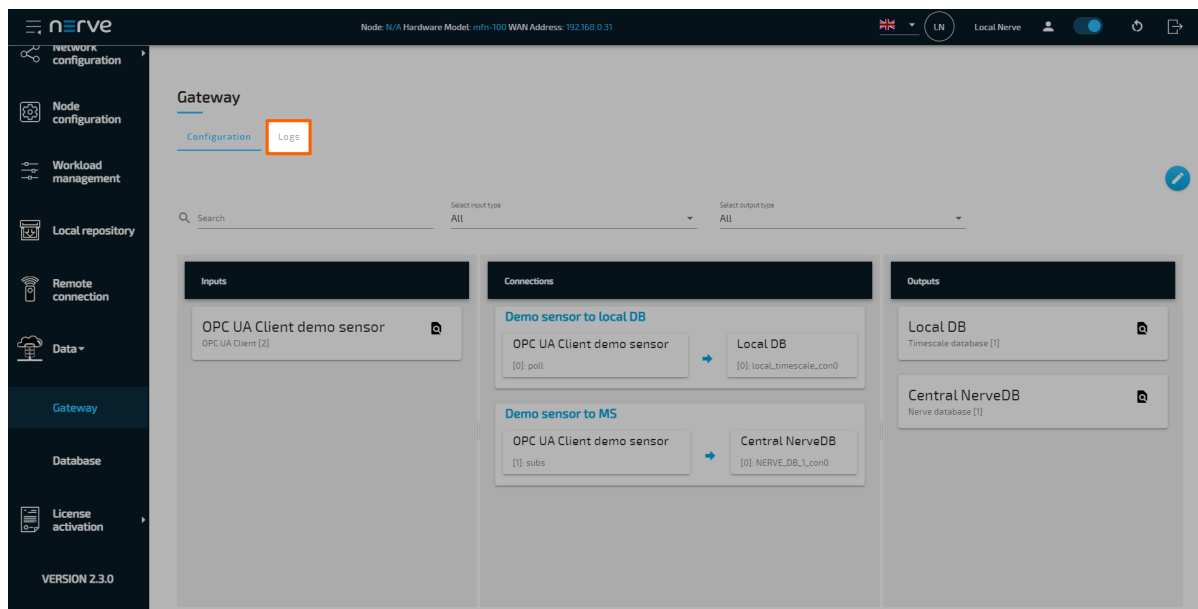 nerve
Node: N/A Hardware Model: mfn-100 WAN Address: 192.168.0.31
LN
Local Nerve
Network
configuration
Node
configuration
Workload
management
Local repository
Remote
connection
Data
Gateway
Database
License
activation
VERSION 2.3.0
Gateway
Configuration
Logs
Search
Select input type
All
Select output type
All
Inputs
OPC UA Client demo sensor
OPC UA Client [2]
Connections
Demo sensor to local DB
OPC UA Client demo sensor
[0]: poll
Local DB
[0]: local_timescale_con0
Demo sensor to MS
OPC UA Client demo sensor
[1]: subs
Central NerveDB
[0]: NERVE_DB_1_con0
Outputs
Local DB
Timescale database [1]
Central NerveDB
Nerve database [1]